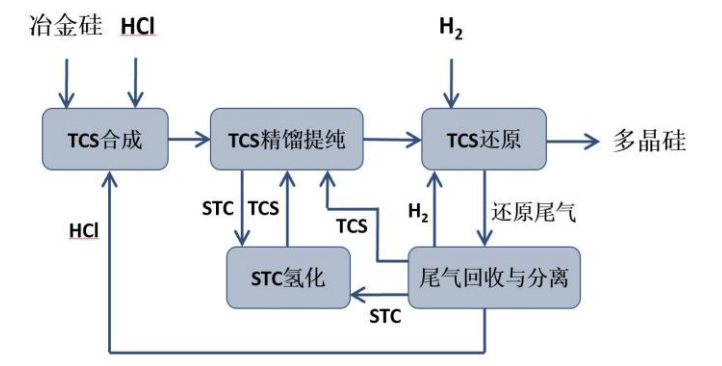 冶金硅 HCl H₂
TCS合成 TCS精馏提纯 TCS还原 多晶硅
STC TCS TCS H₂ 还原尾气
HCl
STC氢化 尾气回收与分离
STC